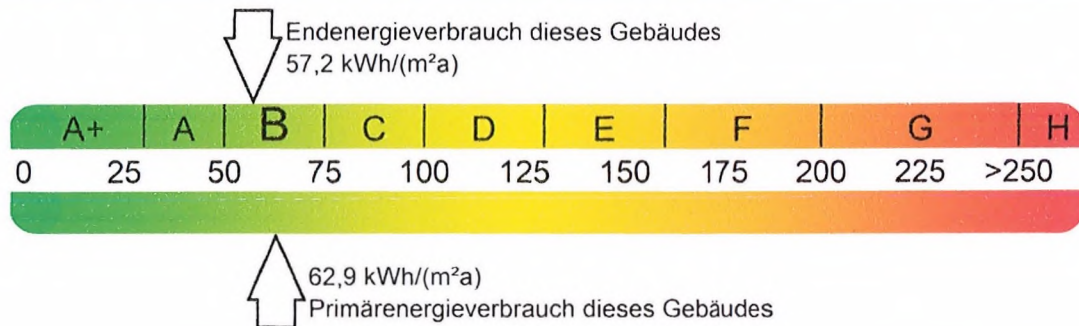 Endenergieverbrauch dieses Gebäudes
57,2 kWh/(m²a)
A+ A B C D E F G H
0 25 50 75 100 125 150 175 200 225 >250
62,9 kWh/(m²a)
Primärenergieverbrauch dieses Gebäudes